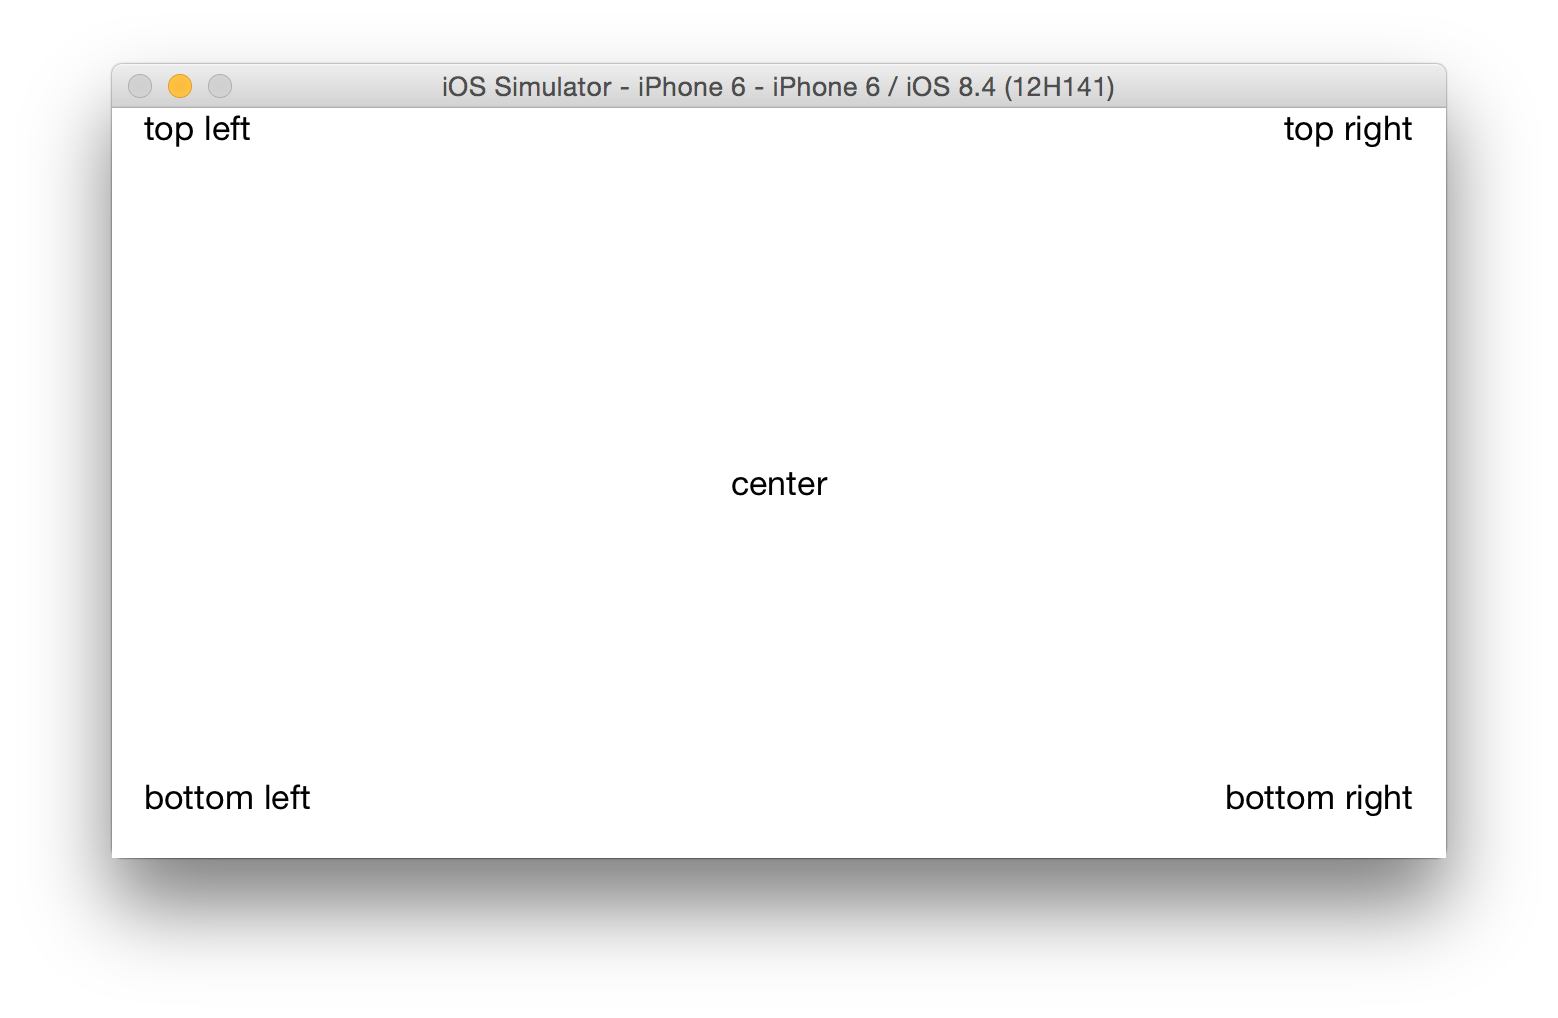 iOS Simulator - iPhone 6 - iPhone 6 / iOS 8.4 (12H141)
top left
top right
center
bottom left
bottom right